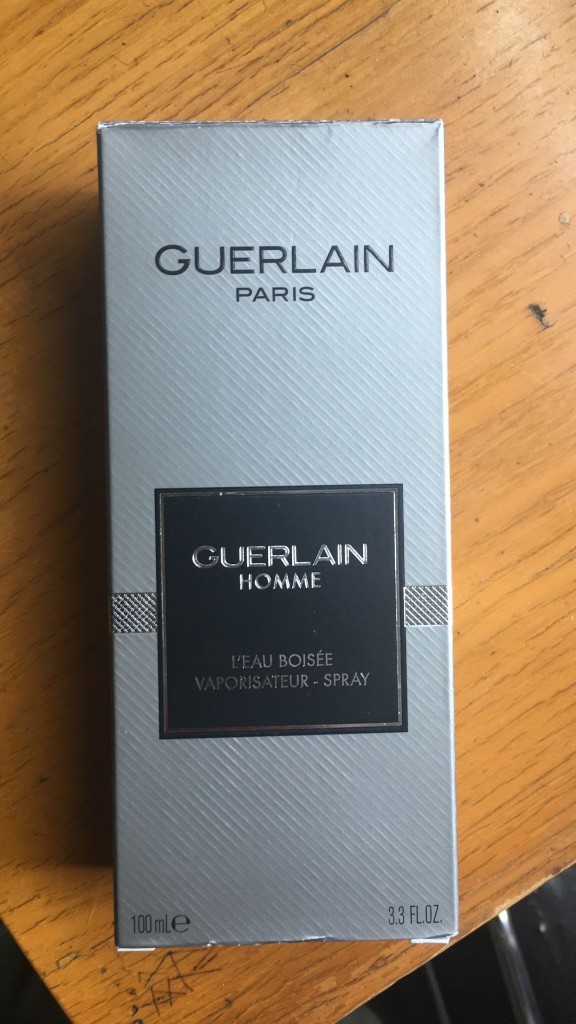 GUERLAIN
PARIS
GUERLAIN
HOMME
L'EAU BOISÉE
VAPORISATEUR - SPRAY
100 mL ℮ 3.3 FL.OZ.